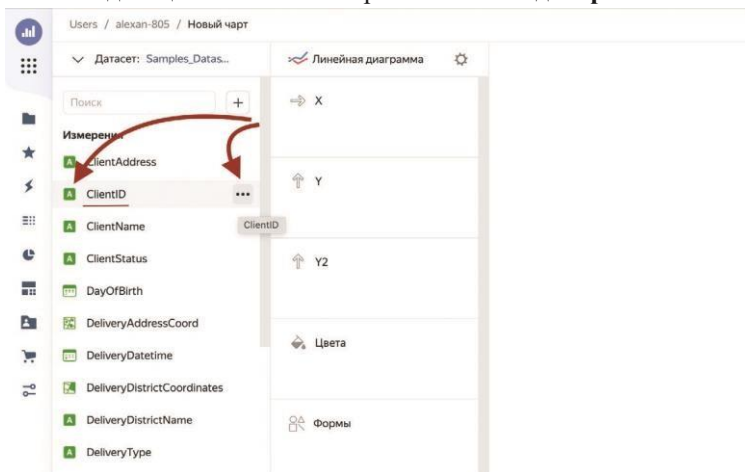 Users / alexan-805 / Новый чарт
Датасет: Samples_Datas...
Линейная диаграмма
Поиск
+
X
Измерения
ClientAddress
ClientID
Y
ClientName
ClientID
ClientStatus
Y2
DayOfBirth
DeliveryAddressCoord
Цвета
DeliveryDatetime
DeliveryDistrictCoordinates
DeliveryDistrictName
Формы
DeliveryType